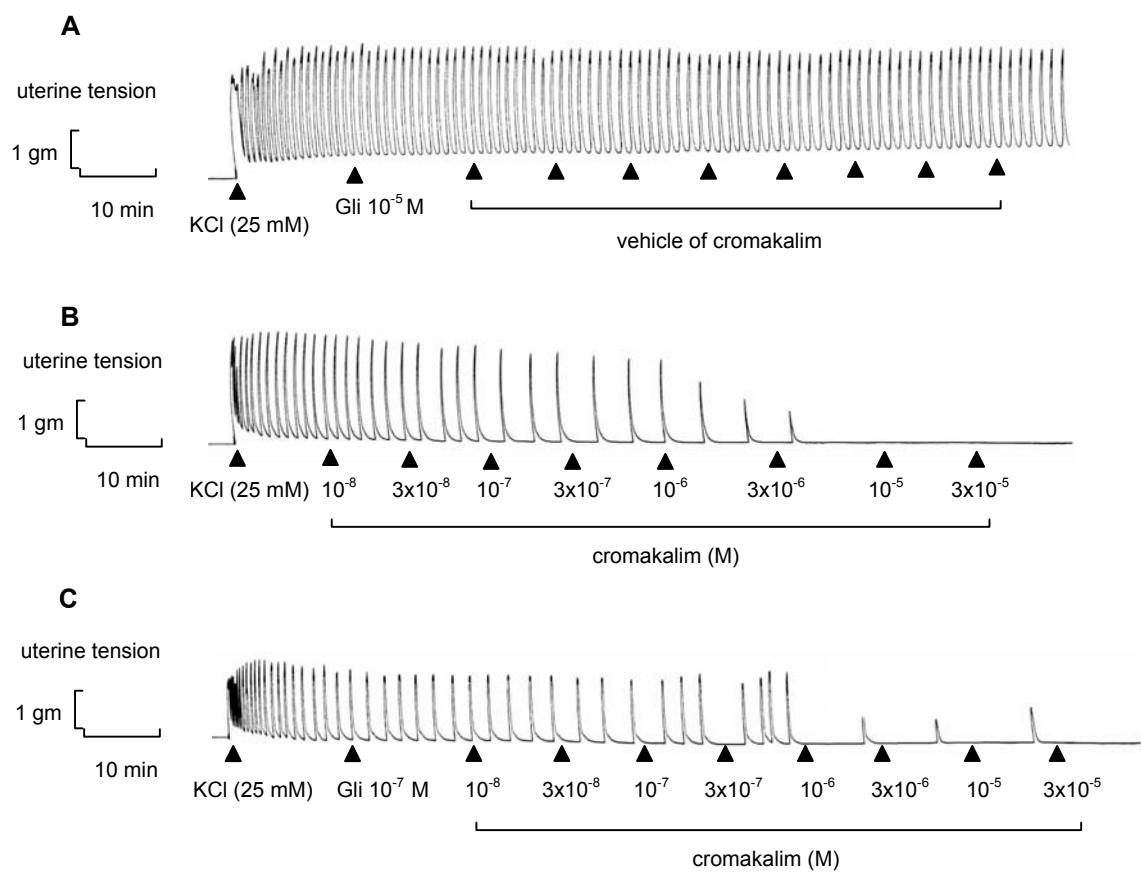 A
uterine tension
1 gm
10 min
KCl (25 mM)
Gli 10⁻⁵ M
vehicle of cromakalim
B
uterine tension
1 gm
10 min
KCl (25 mM) 10⁻⁸ 3x10⁻⁸ 10⁻⁷ 3x10⁻⁷ 10⁻⁶ 3x10⁻⁶ 10⁻⁵ 3x10⁻⁵
cromakalim (M)
C
uterine tension
1 gm
10 min
KCl (25 mM) Gli 10⁻⁷ M 10⁻⁸ 3x10⁻⁸ 10⁻⁷ 3x10⁻⁷ 10⁻⁶ 3x10⁻⁶ 10⁻⁵ 3x10⁻⁵
cromakalim (M)